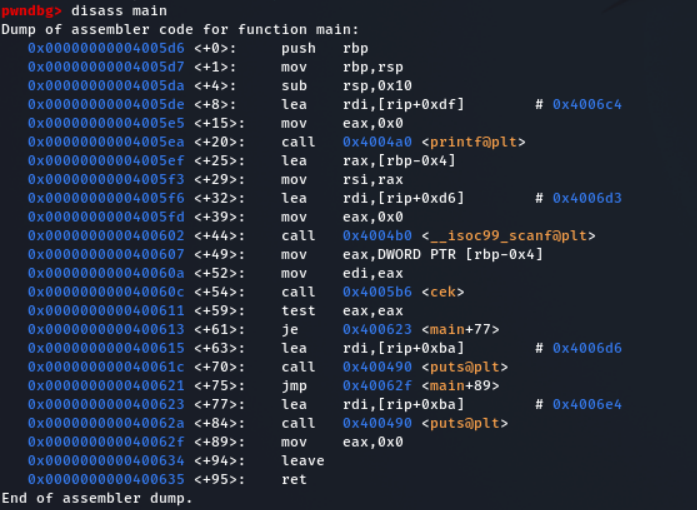 pwndbg> disass main
Dump of assembler code for function main:
   0x00000000004005d6 <+0>:     push   rbp
   0x00000000004005d7 <+1>:     mov    rbp,rsp
   0x00000000004005da <+4>:     sub    rsp,0x10
   0x00000000004005de <+8>:     lea    rdi,[rip+0xdf]        # 0x4006c4
   0x00000000004005e5 <+15>:    mov    eax,0x0
   0x00000000004005ea <+20>:    call   0x4004a0 <printf@plt>
   0x00000000004005ef <+25>:    lea    rax,[rbp-0x4]
   0x00000000004005f3 <+29>:    mov    rsi,rax
   0x00000000004005f6 <+32>:    lea    rdi,[rip+0xd6]        # 0x4006d3
   0x00000000004005fd <+39>:    mov    eax,0x0
   0x0000000000400602 <+44>:    call   0x4004b0 <__isoc99_scanf@plt>
   0x0000000000400607 <+49>:    mov    eax,DWORD PTR [rbp-0x4]
   0x000000000040060a <+52>:    mov    edi,eax
   0x000000000040060c <+54>:    call   0x4005b6 <cek>
   0x0000000000400611 <+59>:    test   eax,eax
   0x0000000000400613 <+61>:    je     0x400623 <main+77>
   0x0000000000400615 <+63>:    lea    rdi,[rip+0xba]        # 0x4006d6
   0x000000000040061c <+70>:    call   0x400490 <puts@plt>
   0x0000000000400621 <+75>:    jmp    0x40062f <main+89>
   0x0000000000400623 <+77>:    lea    rdi,[rip+0xba]        # 0x4006e4
   0x000000000040062a <+84>:    call   0x400490 <puts@plt>
   0x000000000040062f <+89>:    mov    eax,0x0
   0x0000000000400634 <+94>:    leave
   0x0000000000400635 <+95>:    ret
End of assembler dump.